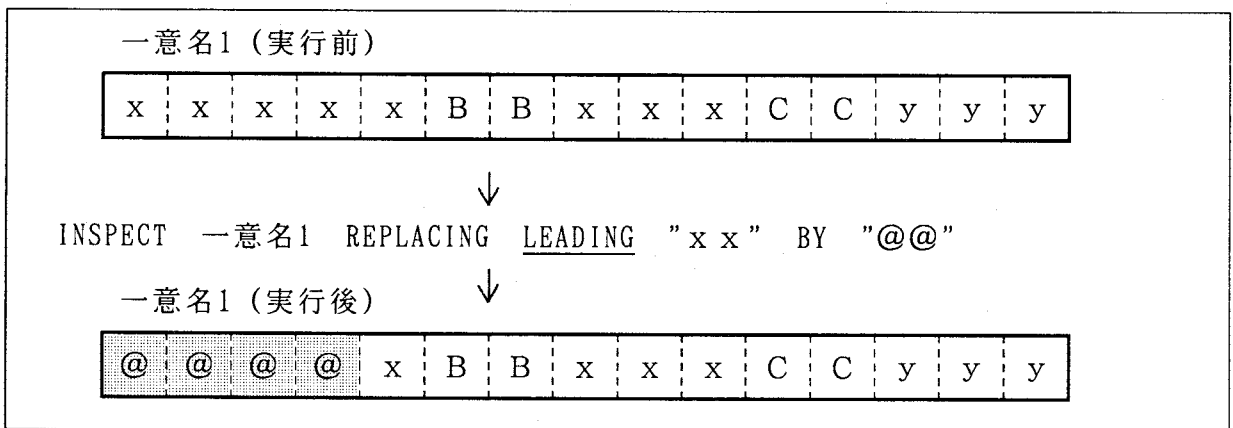 一意名1 (実行前)
x x x x x B B x x x C C y y y
↓
INSPECT 一意名1 REPLACING LEADING "xx" BY "@@"
↓
一意名1 (実行後)
@ @ @ @ x B B x x x C C y y y